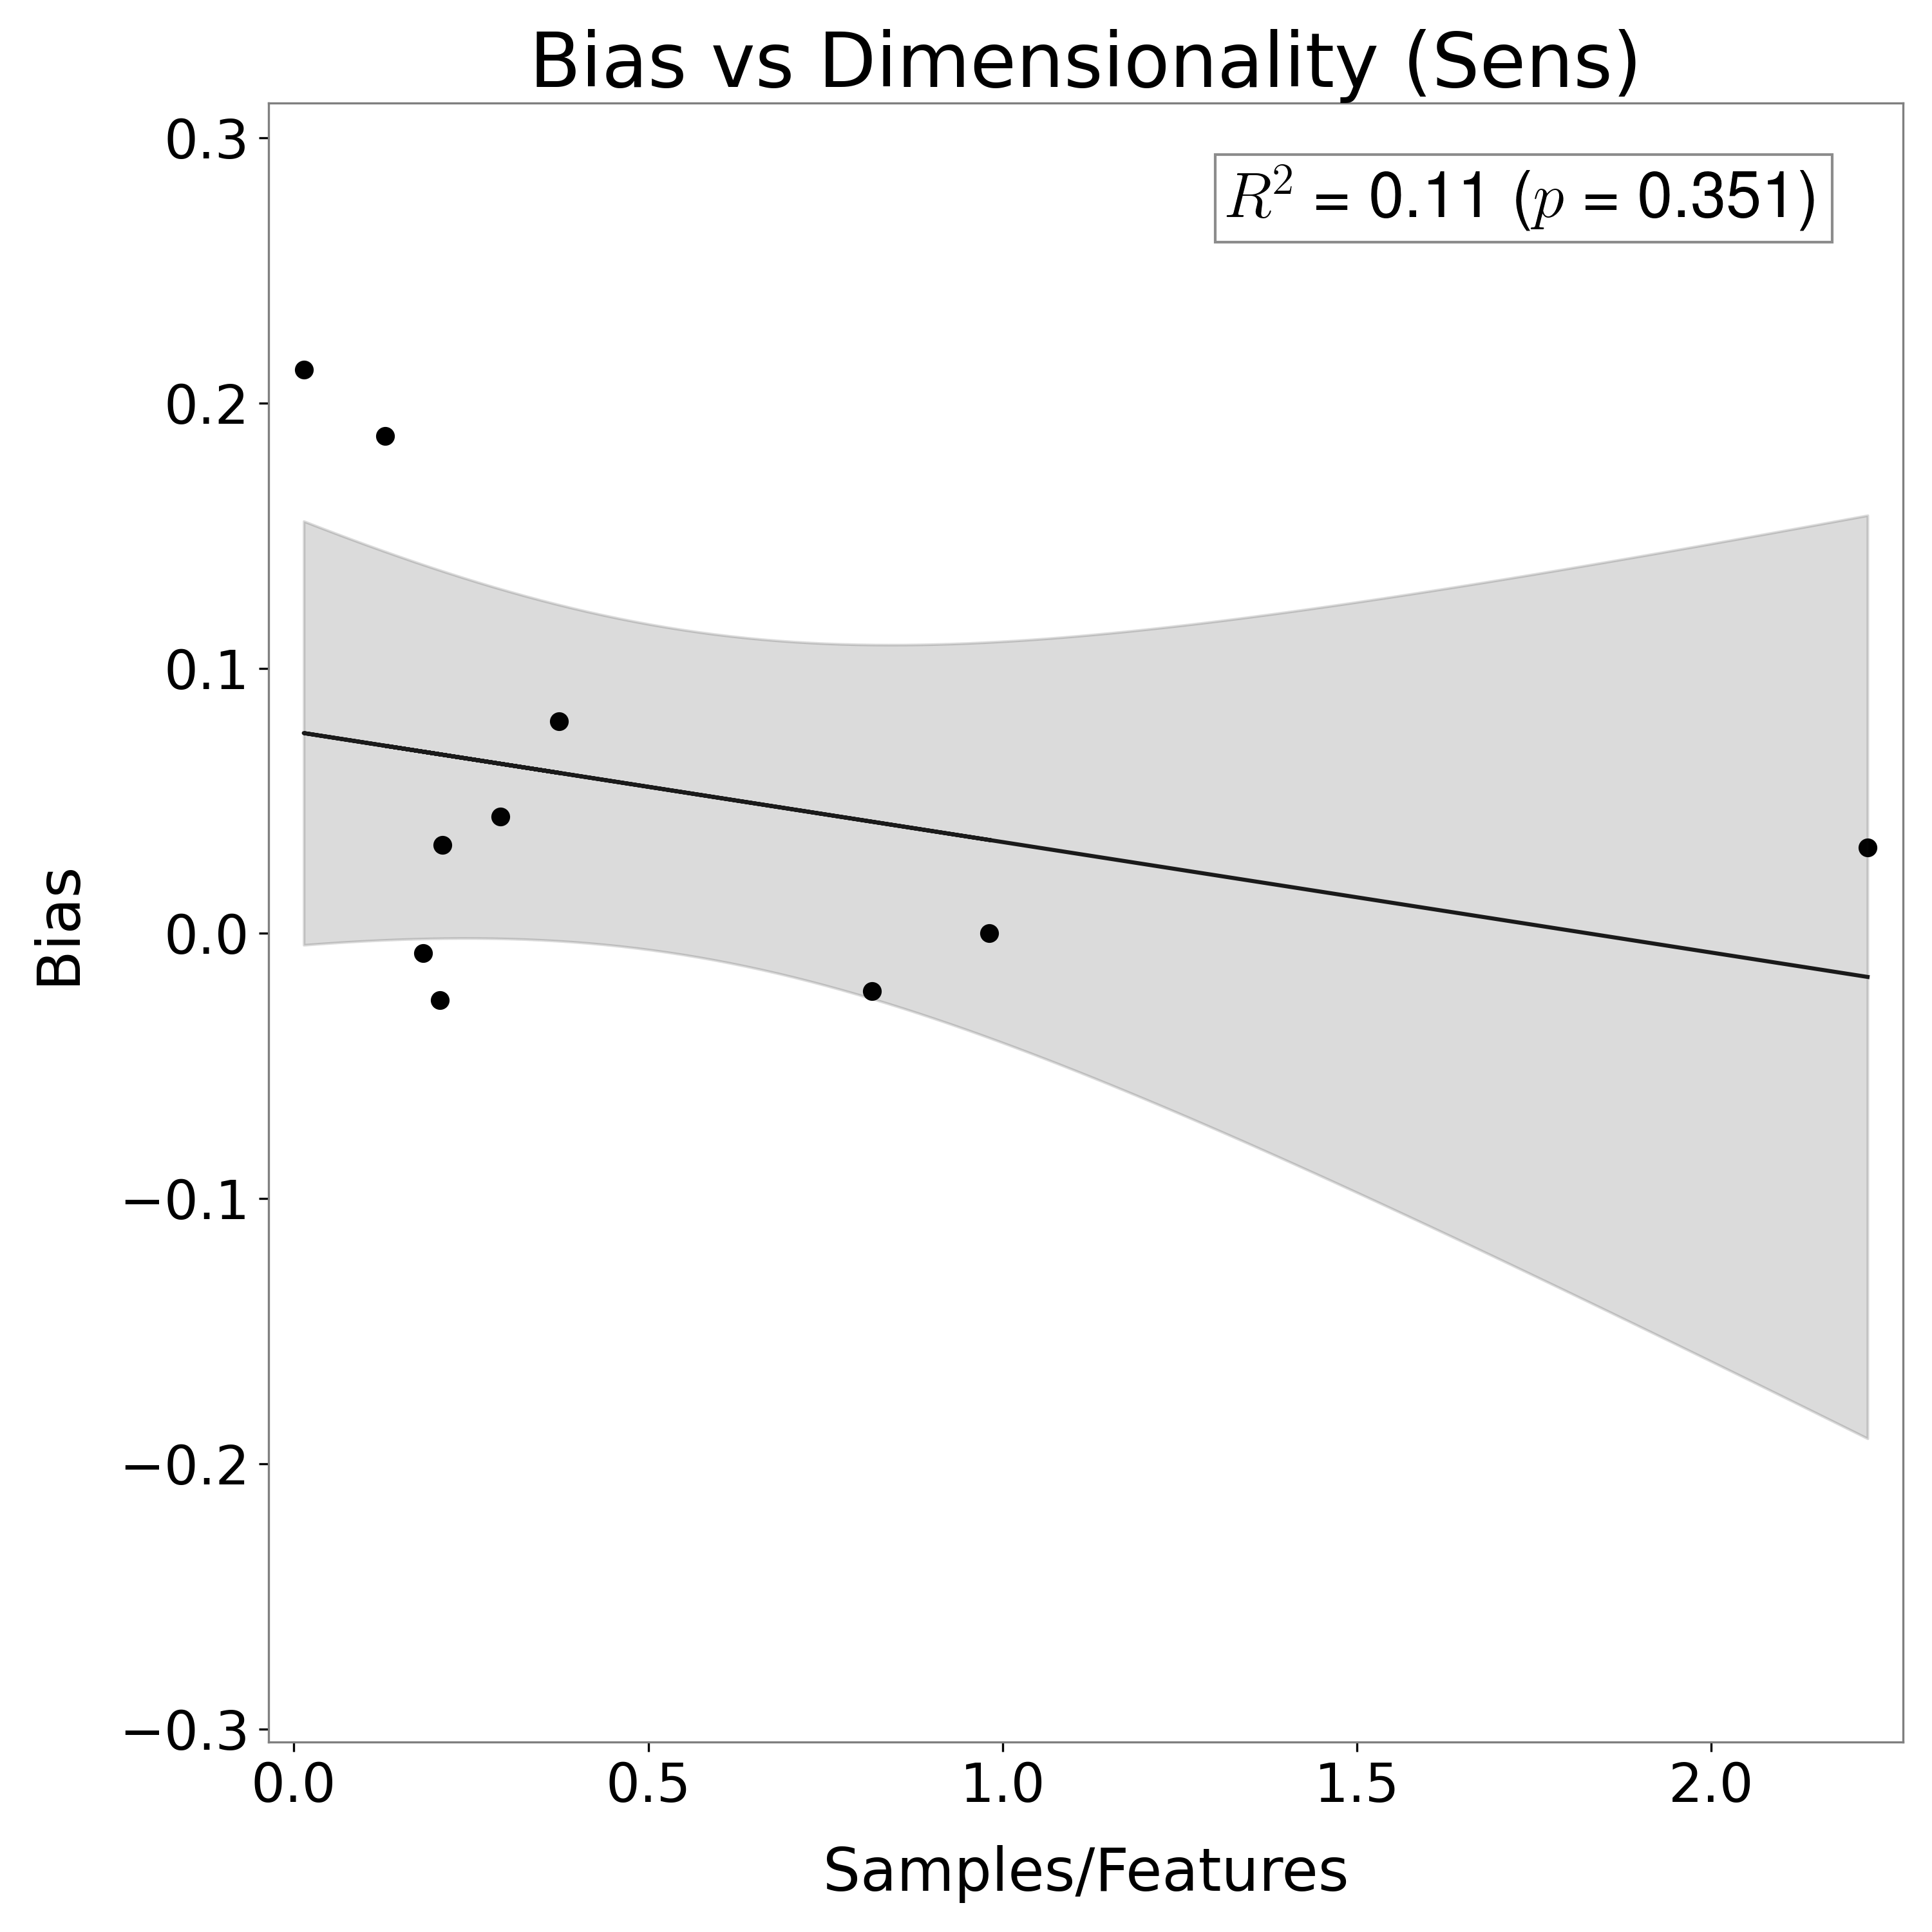 Bias vs Dimensionality (Sens)
R² = 0.11 (p = 0.351)
0.3
0.2
0.1
0.0
−0.1
−0.2
−0.3
Bias
0.0 0.5 1.0 1.5 2.0
Samples/Features